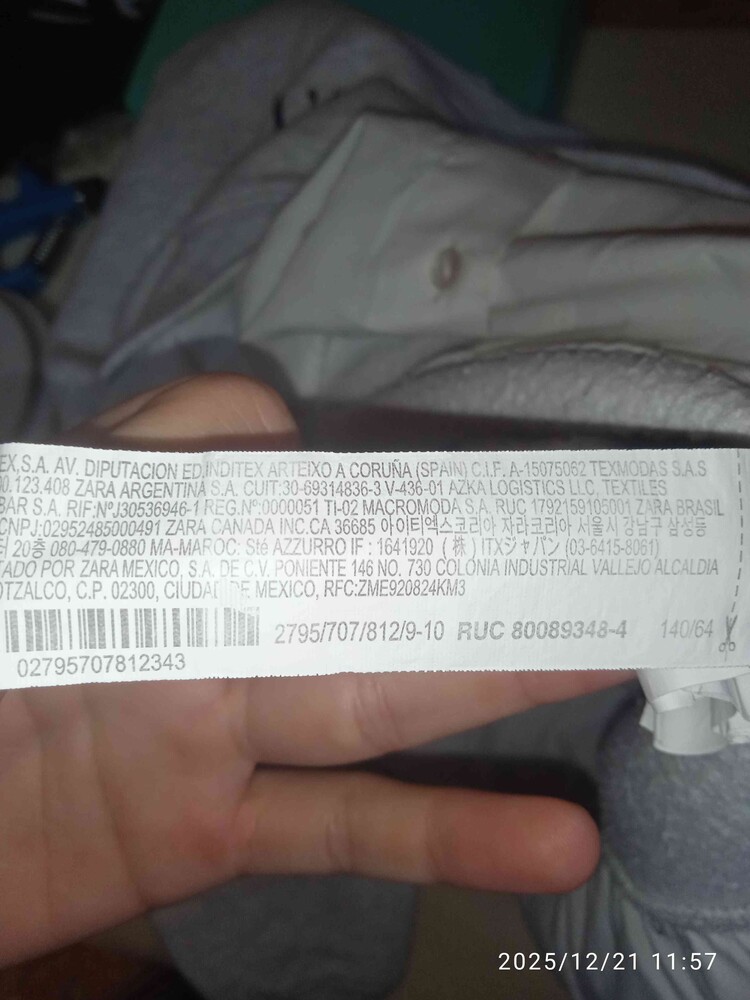 EX,S.A. AV. DIPUTACION ED.INDITEX ARTEIXO A CORUÑA (SPAIN) C.I.F. A-15075062 TEXMODAS S.A.S
00.123.408 ZARA ARGENTINA S.A. CUIT:30-69314836-3 V-436-01 AZKA LOGISTICS LLC, TEXTILES
BAR S.A. RIF:NºJ30536946-1 REG.Nº:0000051 TI-02 MACROMODA S.A. RUC 1792159105001 ZARA BRASIL
CNPJ:02952485000491 ZARA CANADA INC.CA 36685 아이티엑스코리아 자라코리아 서울시 강남구 삼성동
20층 080-479-0880 MA-MAROC: Sté AZZURRO IF : 1641920 (株) ITXジャパン (03-6415-8061)
TADO POR ZARA MEXICO, S.A. DE C.V. PONIENTE 146 NO. 730 COLONIA INDUSTRIAL VALLEJO ALCALDIA
OTZALCO, C.P. 02300, CIUDAD DE MEXICO, RFC:ZME920824KM3
2795/707/812/9-10 RUC 80089348-4 140/64
02795707812343
2025/12/21 11:57